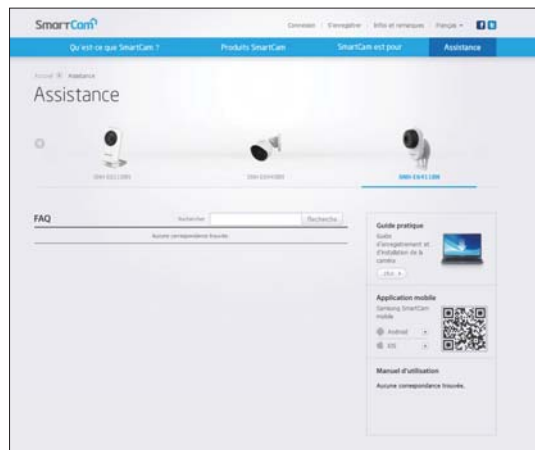 SmartCam
Connexion S'enregistrer Infos et remarques Français
Qu'est-ce que SmartCam ? Produits SmartCam SmartCam est pour Assistance
Accueil Assistance
Assistance
FAQ
Rechercher Recherche
Aucune correspondance trouvée.
Guide pratique
Guide
d'enregistrement et
d'installation de la
caméra
Application mobile
Samsung SmartCam
mobile
Android
iOS
Manuel d'utilisation
Aucune correspondance trouvée.